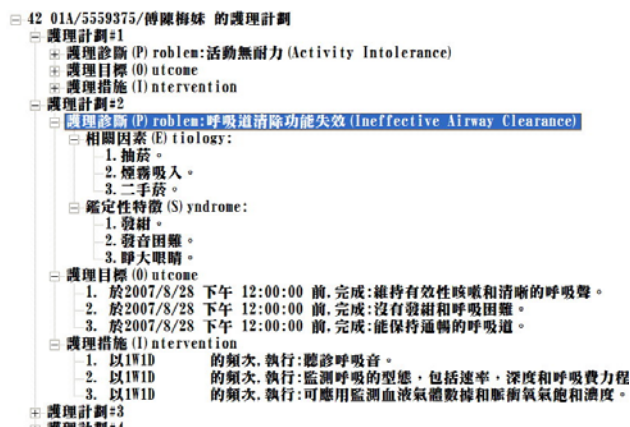 42 01A/5559375/傅陳梅妹 的護理計劃
護理計劃#1
護理診斷(P)roblem:活動無耐力(Activity Intolerance)
護理目標(O)utcome
護理措施(I)ntervention
護理計劃#2
護理診斷(P)roblem:呼吸道清除功能失效(Ineffective Airway Clearance)
相關因素(E)tiology:
1.抽菸。
2.煙霧吸入。
3.二手菸。
鑑定性特徵(S)yndrome:
1.發紺。
2.發音困難。
3.睜大眼睛。
護理目標(O)utcome
1. 於2007/8/28 下午 12:00:00 前,完成:維持有效性咳嗽和清晰的呼吸聲。
2. 於2007/8/28 下午 12:00:00 前,完成:沒有發紺和呼吸困難。
3. 於2007/8/28 下午 12:00:00 前,完成:能保持通暢的呼吸道。
護理措施(I)ntervention
1. 以1W1D 的頻次,執行:聽診呼吸音。
2. 以1W1D 的頻次,執行:監測呼吸的型態,包括速率,深度和呼吸費力程
3. 以1W1D 的頻次,執行:可應用監測血液氣體數據和脈衝氧氣飽和濃度。
護理計劃#3
護理計劃#4